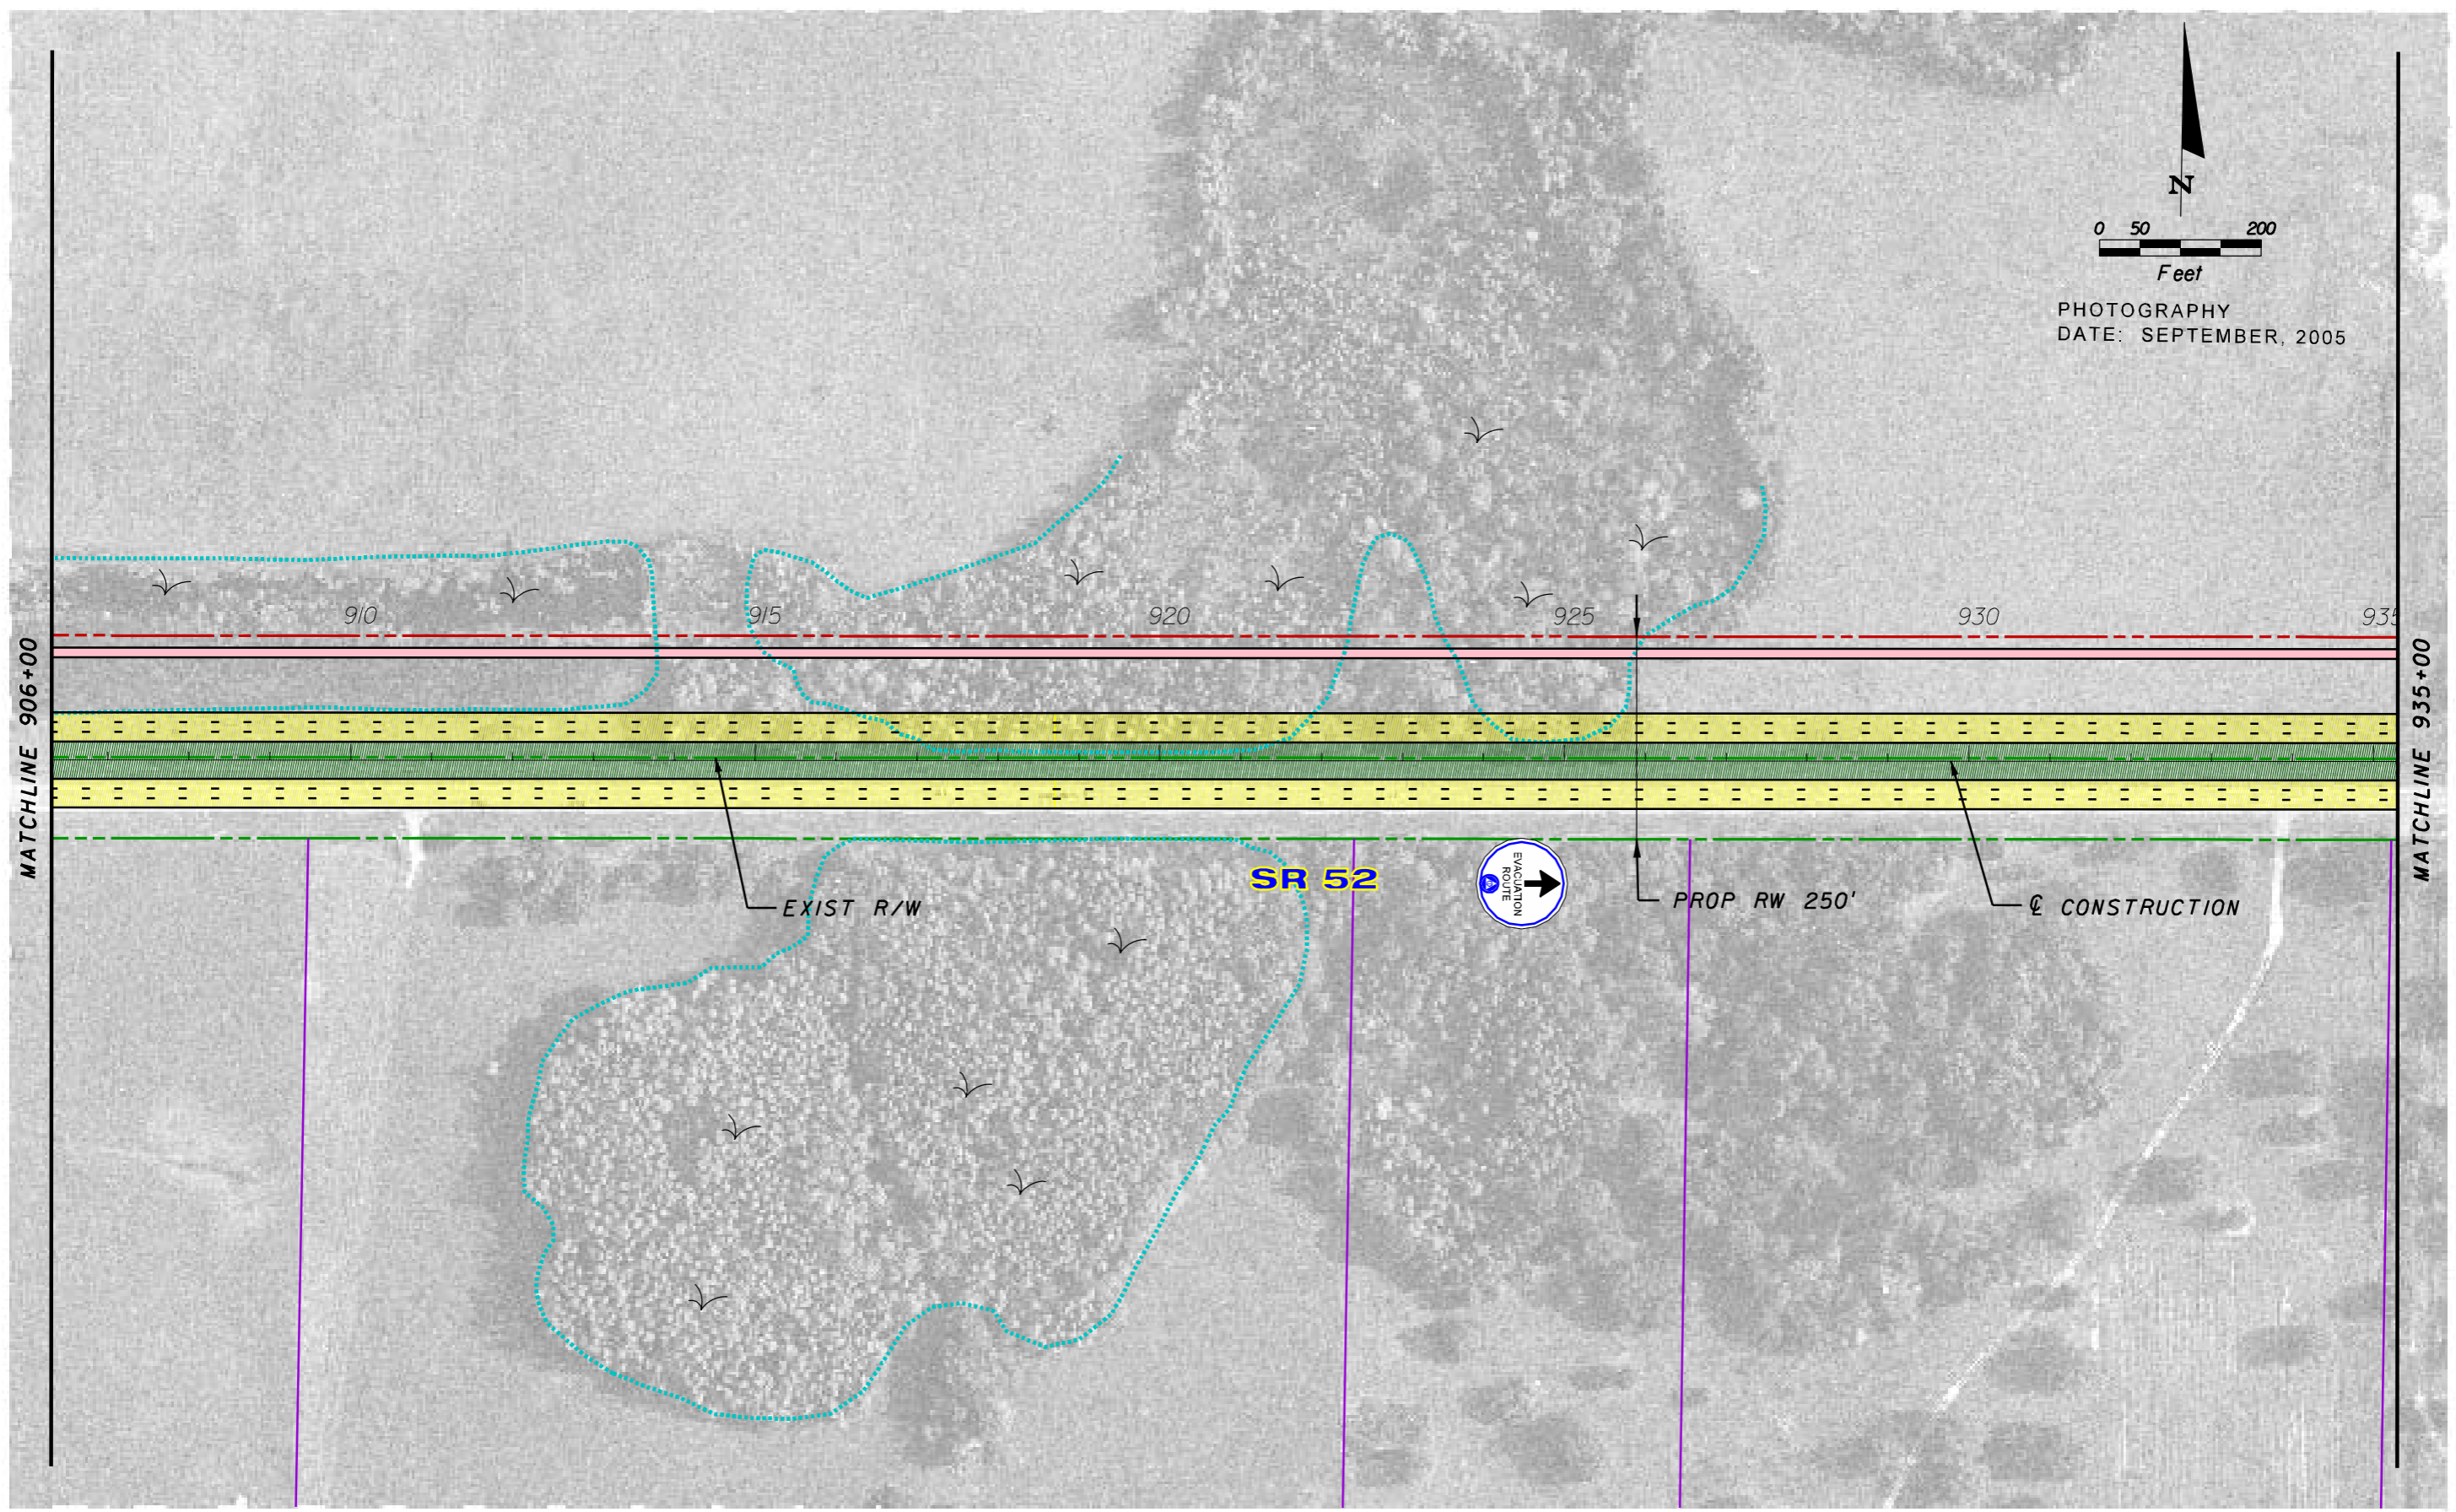 N
0 50 200
Feet
PHOTOGRAPHY
DATE: SEPTEMBER, 2005
910 915 920 925 930 935
MATCHLINE 906+00
MATCHLINE 935+00
SR 52
EVACUATION
ROUTE
EXIST R/W
PROP RW 250'
℄ CONSTRUCTION